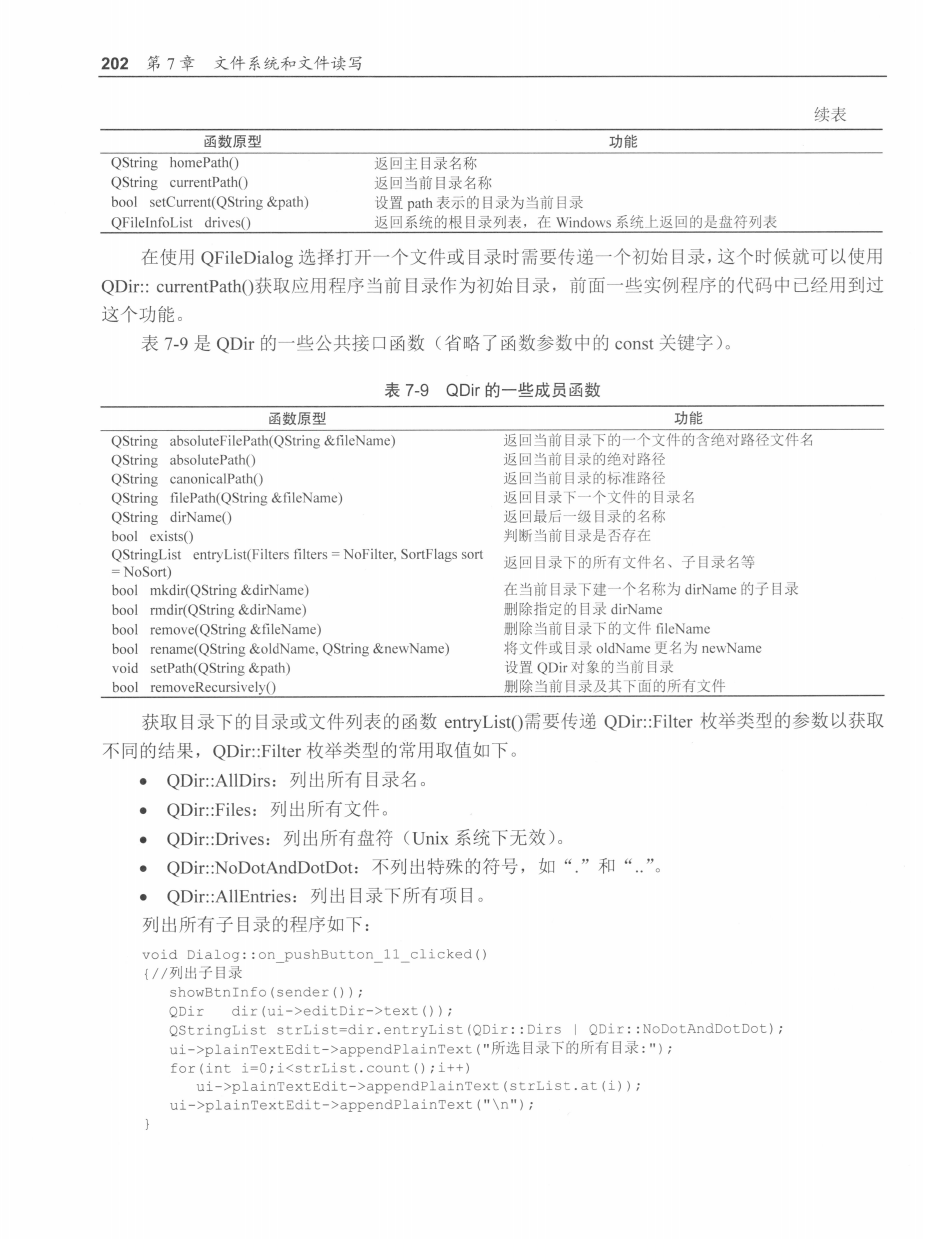 202 第 7 章 文件系统和文件读写
续表
函数原型 功能
QString homePath() 返回主目录名称
QString currentPath() 返回当前目录名称
bool setCurrent(QString &path) 设置 path 表示的目录为当前目录
QFileInfoList drives() 返回系统的根目录列表，在 Windows 系统上返回的是盘符列表
在使用 QFileDialog 选择打开一个文件或目录时需要传递一个初始目录，这个时候就可以使用
QDir:: currentPath()获取应用程序当前目录作为初始目录，前面一些实例程序的代码中已经用到过
这个功能。
表 7-9 是 QDir 的一些公共接口函数（省略了函数参数中的 const 关键字）。
表 7-9 QDir 的一些成员函数
函数原型 功能
QString absoluteFilePath(QString &fileName) 返回当前目录下的一个文件的含绝对路径文件名
QString absolutePath() 返回当前目录的绝对路径
QString canonicalPath() 返回当前目录的标准路径
QString filePath(QString &fileName) 返回目录下一个文件的目录名
QString dirName() 返回最后一级目录的名称
bool exists() 判断当前目录是否存在
QStringList entryList(Filters filters = NoFilter, SortFlags sort
= NoSort) 返回目录下的所有文件名、子目录名等
bool mkdir(QString &dirName) 在当前目录下建一个名称为 dirName 的子目录
bool rmdir(QString &dirName) 删除指定的目录 dirName
bool remove(QString &fileName) 删除当前目录下的文件 fileName
bool rename(QString &oldName, QString &newName) 将文件或目录 oldName 更名为 newName
void setPath(QString &path) 设置 QDir 对象的当前目录
bool removeRecursively() 删除当前目录及其下面的所有文件
获取目录下的目录或文件列表的函数 entryList()需要传递 QDir::Filter 枚举类型的参数以获取
不同的结果，QDir::Filter 枚举类型的常用取值如下。
● QDir::AllDirs：列出所有目录名。
● QDir::Files：列出所有文件。
● QDir::Drives：列出所有盘符（Unix 系统下无效）。
● QDir::NoDotAndDotDot：不列出特殊的符号，如“.”和“..”。
● QDir::AllEntries：列出目录下所有项目。
列出所有子目录的程序如下：
void Dialog::on_pushButton_11_clicked()
{//列出子目录
showBtnInfo(sender());
QDir dir(ui->editDir->text());
QStringList strList=dir.entryList(QDir::Dirs | QDir::NoDotAndDotDot);
ui->plainTextEdit->appendPlainText("所选目录下的所有目录:");
for(int i=0;i<strList.count();i++)
ui->plainTextEdit->appendPlainText(strList.at(i));
ui->plainTextEdit->appendPlainText("\n");
}